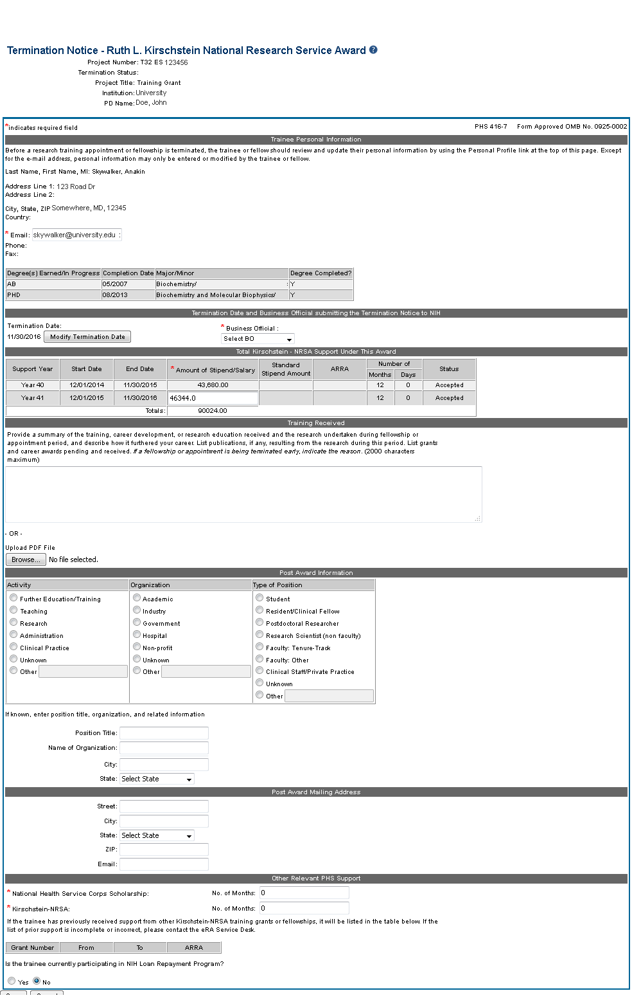 Termination Notice - Ruth L. Kirschstein National Research Service Award ?
Project Number: T32 ES 123456
Termination Status:
Project Title: Training Grant
Institution: University
PD Name: Doe, John
*indicates required field
PHS 416-7 Form Approved OMB No. 0925-0002
Trainee Personal Information
Before a research training appointment or fellowship is terminated, the trainee or fellow should review and update their personal information by using the Personal Profile link at the top of this page. Except
for the e-mail address, personal information may only be entered or modified by the trainee or fellow.
Last Name, First Name, MI: Skywalker, Anakin
Address Line 1: 123 Road Dr
Address Line 2:
City, State, ZIP Somewhere, MD, 12345
Country:
* Email: skywalker@university.edu :
Phone:
Fax:
Degree(s) Earned/In Progress Completion Date Major/Minor Degree Completed?
AB 05/2007 Biochemistry/ : Y
PHD 08/2013 Biochemistry and Molecular Biophysics/ Y
Termination Date and Business Official submitting the Termination Notice to NIH
Termination Date:
11/30/2016 Modify Termination Date
* Business Official :
Select BO
Total Kirschstein - NRSA Support Under This Award
Support Year Start Date End Date * Amount of Stipend/Salary Standard Stipend Amount ARRA Number of Months Days Status
Year 40 12/01/2014 11/30/2015 43,680.00 12 0 Accepted
Year 41 12/01/2015 11/30/2016 46344.0 12 0 Accepted
Totals: 90024.00
Training Received
Provide a summary of the training, career development, or research education received and the research undertaken during fellowship or
appointment period, and describe how it furthered your career. List publications, if any, resulting from the research during this period. List grants
and career awards pending and received. If a fellowship or appointment is being terminated early, indicate the reason. (2000 characters
maximum)
- OR -
Upload PDF File
Browse... No file selected.
Post Award Information
Activity Organization Type of Position
Further Education/Training Academic Student
Teaching Industry Resident/Clinical Fellow
Research Government Postdoctoral Researcher
Administration Hospital Research Scientist (non faculty)
Clinical Practice Non-profit Faculty: Tenure-Track
Unknown Unknown Faculty: Other
Other Other Clinical Staff/Private Practice
Unknown
Other
If known, enter position title, organization, and related information
Position Title:
Name of Organization:
City:
State: Select State
Post Award Mailing Address
Street:
City:
State: Select State
ZIP:
Email:
Other Relevant PHS Support
* National Health Service Corps Scholarship: No. of Months: 0
* Kirschstein-NRSA: No. of Months: 0
If the trainee has previously received support from other Kirschstein-NRSA training grants or fellowships, it will be listed in the table below. If the
list of prior support is incomplete or incorrect, please contact the eRA Service Desk.
Grant Number From To ARRA
Is the trainee currently participating in NIH Loan Repayment Program?
Yes No